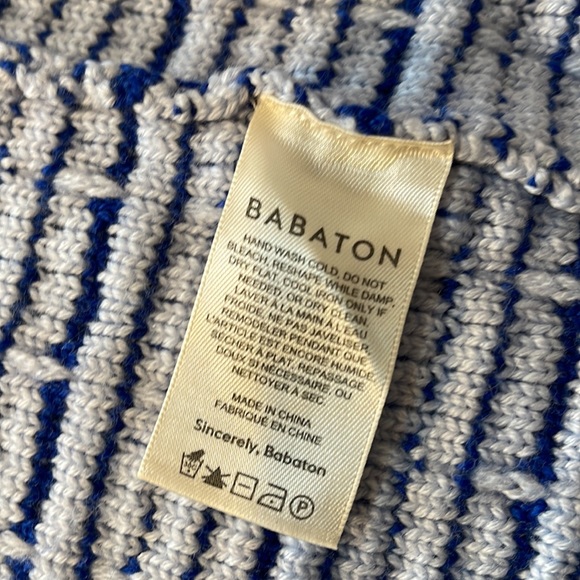 BABATON
HAND WASH COLD, DO NOT
BLEACH, RESHAPE WHILE DAMP,
DRY FLAT, COOL IRON ONLY IF
NEEDED, OR DRY CLEAN.
LAVER À LA MAIN À L'EAU
FROIDE, NE PAS JAVELISER,
REMODELER PENDANT QUE
L'ARTICLE EST ENCORE HUMIDE,
SÉCHER À PLAT, REPASSAGE
DOUX SI NÉCESSAIRE/ OU
NETTOYER À SEC
MADE IN CHINA
FABRIQUÉ EN CHINE
Sincerely, Babaton
P